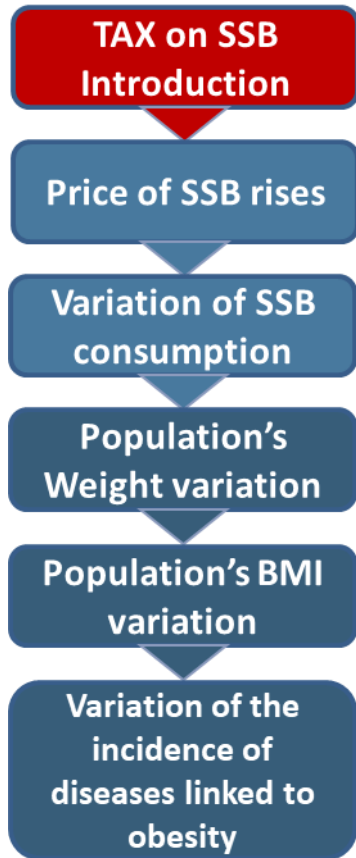 TAX on SSB
Introduction
Price of SSB rises
Variation of SSB
consumption
Population’s
Weight variation
Population’s BMI
variation
Variation of the
incidence of
diseases linked to
obesity